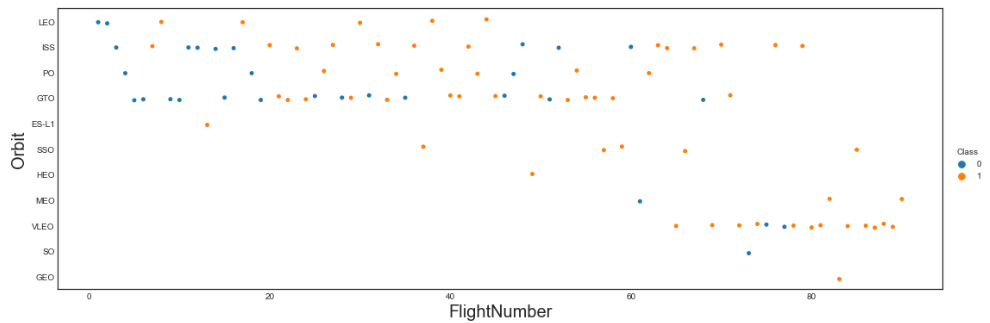 LEO
ISS
PO
GTO
ES-L1
SSO
HEO
MEO
VLEO
SO
GEO
Orbit
0 20 40 60 80
FlightNumber
Class
0
1